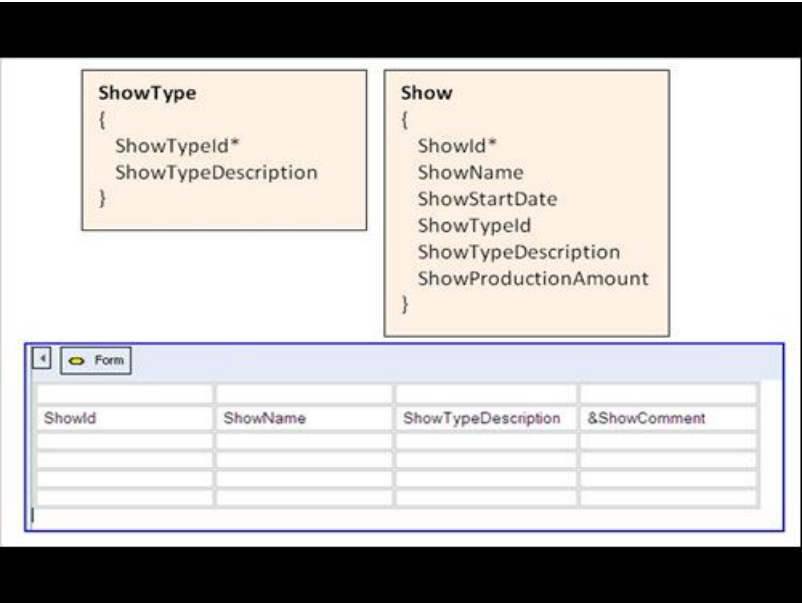 ShowType
{
ShowTypeId*
ShowTypeDescription
}
Show
{
ShowId*
ShowName
ShowStartDate
ShowTypeId
ShowTypeDescription
ShowProductionAmount
}
Form
ShowId ShowName ShowTypeDescription &ShowComment